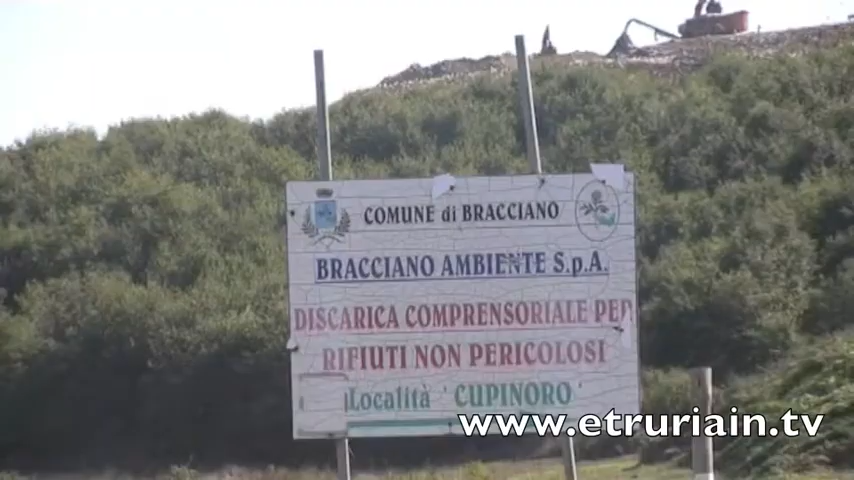 COMUNE di BRACCIANO
BRACCIANO AMBIENTE S.p.A.
DISCARICA COMPRENSORIALE PER
RIFIUTI NON PERICOLOSI
Località ' CUPINORO '
www.etruriain.tv